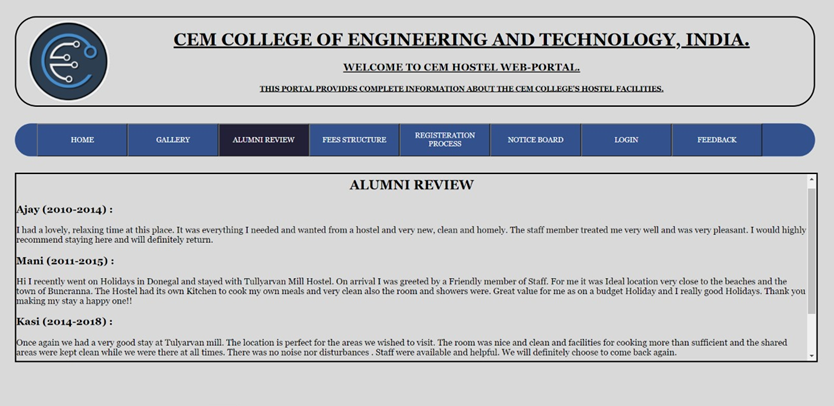 CEM COLLEGE OF ENGINEERING AND TECHNOLOGY, INDIA.
WELCOME TO CEM HOSTEL WEB-PORTAL.
THIS PORTAL PROVIDES COMPLETE INFORMATION ABOUT THE CEM COLLEGE'S HOSTEL FACILITIES.
HOME
GALLERY
ALUMNI REVIEW
FEES STRUCTURE
REGISTERATION
PROCESS
NOTICE BOARD
LOGIN
FEEDBACK
ALUMNI REVIEW
Ajay (2010-2014) :
I had a lovely, relaxing time at this place. It was everything I needed and wanted from a hostel and very new, clean and homely. The staff member treated me very well and was very pleasant. I would highly
recommend staying here and will definitely return.
Mani (2011-2015) :
Hi I recently went on Holidays in Donegal and stayed with Tullyarvan Mill Hostel. On arrival I was greeted by a Friendly member of Staff. For me it was Ideal location very close to the beaches and the
town of Buncranna. The Hostel had its own Kitchen to cook my own meals and very clean also the room and showers were. Great value for me as on a budget Holiday and I really good Holidays. Thank you
making my stay a happy one!!
Kasi (2014-2018) :
Once again we had a very good stay at Tulyarvan mill. The location is perfect for the areas we wished to visit. The room was nice and clean and facilities for cooking more than sufficient and the shared
areas were kept clean while we were there at all times. There was no noise nor disturbances . Staff were available and helpful. We will definitely choose to come back again.